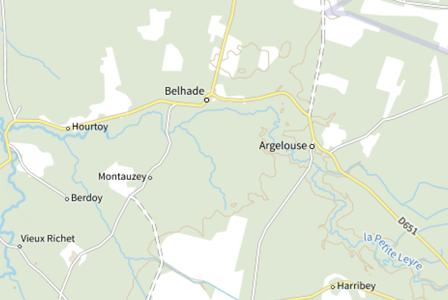 Belhade
Hourtoy
Argelouse
Montauzey
Berdoy
D651
Vieux Richet
la Petite Leyre
Harribey